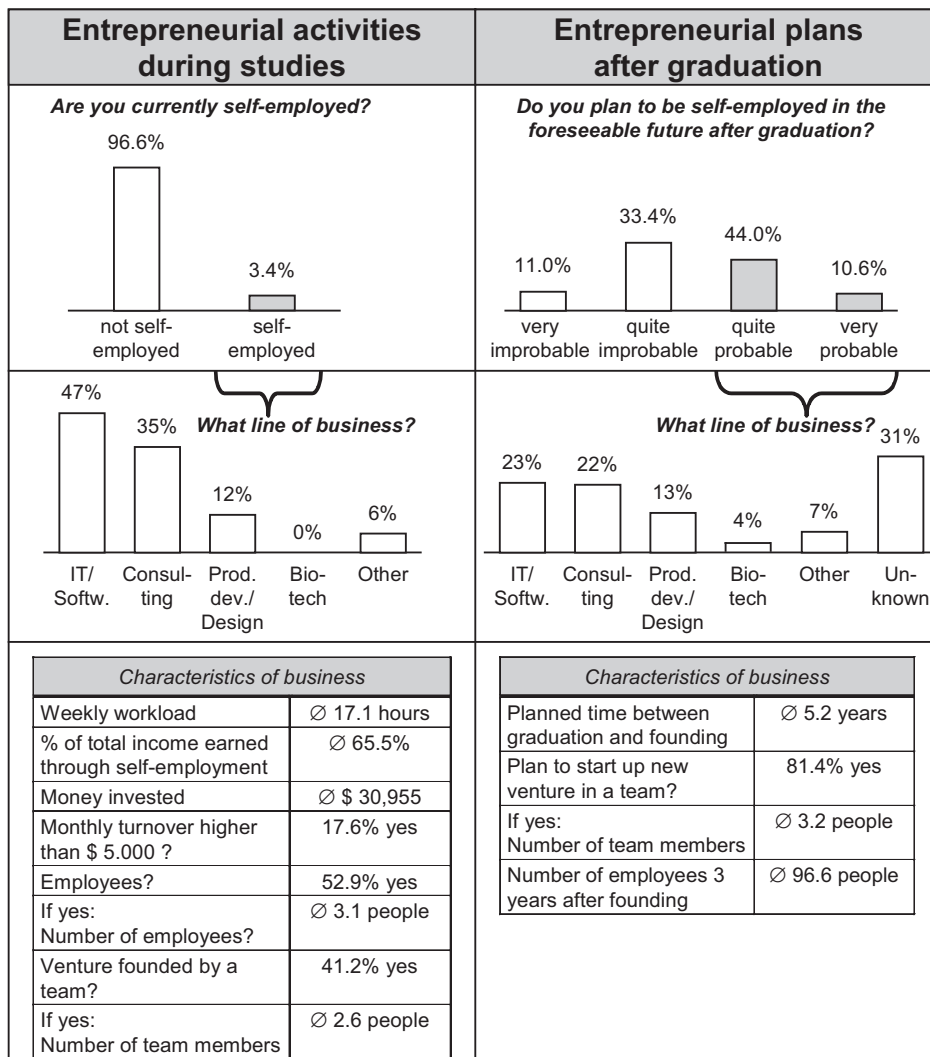 Entrepreneurial activities
during studies
Entrepreneurial plans
after graduation
Are you currently self-employed?
96.6%
3.4%
not self-
employed
self-
employed
Do you plan to be self-employed in the
foreseeable future after graduation?
11.0%
33.4%
44.0%
10.6%
very
improbable
quite
improbable
quite
probable
very
probable
What line of business?
47%
35%
12%
0%
6%
IT/
Softw.
Consul-
ting
Prod.
dev./
Design
Bio-
tech
Other
What line of business?
23%
22%
13%
4%
7%
31%
IT/
Softw.
Consul-
ting
Prod.
dev./
Design
Bio-
tech
Other
Un-
known
Characteristics of business
Weekly workload
∅ 17.1 hours
% of total income earned
through self-employment
∅ 65.5%
Money invested
∅ $ 30,955
Monthly turnover higher
than $ 5.000 ?
17.6% yes
Employees?
52.9% yes
If yes:
Number of employees?
∅ 3.1 people
Venture founded by a
team?
41.2% yes
If yes:
Number of team members
∅ 2.6 people
Characteristics of business
Planned time between
graduation and founding
∅ 5.2 years
Plan to start up new
venture in a team?
81.4% yes
If yes:
Number of team members
∅ 3.2 people
Number of employees 3
years after founding
∅ 96.6 people